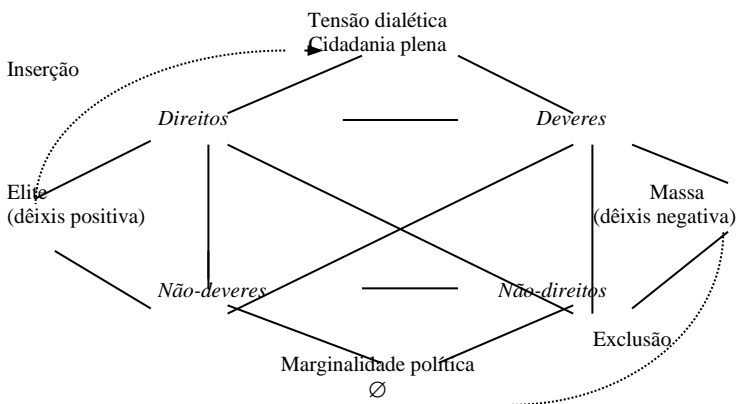 Tensão dialética
Cidadania plena
Inserção
Direitos
Deveres
Elite
(dêixis positiva)
Massa
(dêixis negativa)
Não-deveres
Não-direitos
Exclusão
Marginalidade política
∅